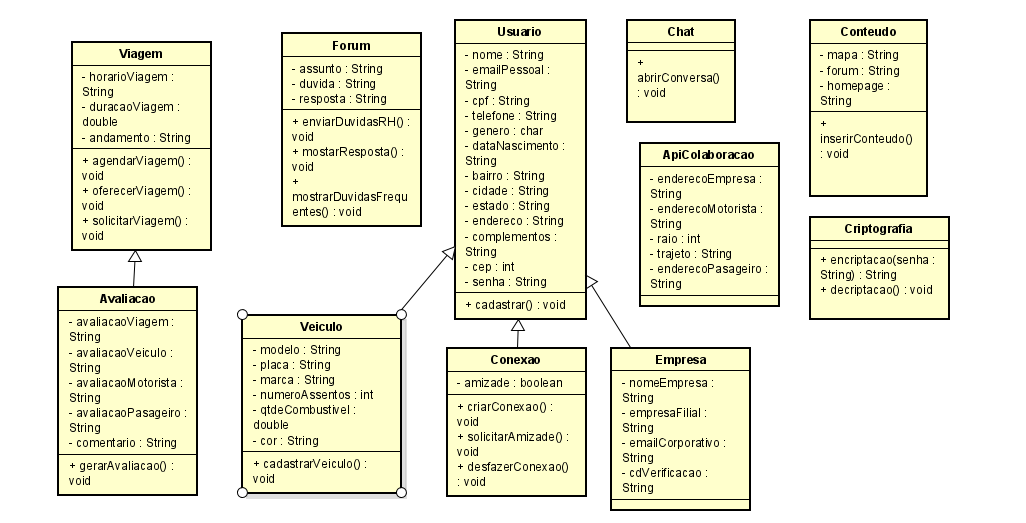 Viagem
- horarioViagem :
String
- duracaoViagem :
double
- andamento : String
+ agendarViagem() :
void
+ oferecerViagem() :
void
+ solicitarViagem() :
void
Forum
- assunto : String
- duvida : String
- resposta : String
+ enviarDuvidasRH() :
void
+ mostarResposta() :
void
+
mostrarDuvidasFrequ
entes() : void
Usuario
- nome : String
- emailPessoal :
String
- cpf : String
- telefone : String
- genero : char
- dataNascimento :
String
- bairro : String
- cidade : String
- estado : String
- endereco : String
- complementos :
String
- cep : int
- senha : String
+ cadastrar() : void
Chat
+
abrirConversa()
: void
Conteudo
- mapa : String
- forum : String
- homepage :
String
+
inserirConteudo()
: void
ApiColaboracao
- enderecoEmpresa :
String
- enderecoMotorista :
String
- raio : int
- trajeto : String
- enderecoPasageiro :
String
Criptografia
+ encriptacao(senha :
String) : String
+ decriptacao() : void
Avaliacao
- avaliacaoViagem :
String
- avaliacaoVeiculo :
String
- avaliacaoMotorista :
String
- avaliacaoPasageiro :
String
- comentario : String
+ gerarAvaliacao() :
void
Veiculo
- modelo : String
- placa : String
- marca : String
- numeroAssentos : int
- qtdeCombustivel :
double
- cor : String
+ cadastrarVeiculo() :
void
Conexao
- amizade : boolean
+ criarConexao() :
void
+ solicitarAmizade() :
void
+ desfazerConexao()
: void
Empresa
- nomeEmpresa :
String
- empresaFilial :
String
- emailCorporativo :
String
- cdVerificacao :
String